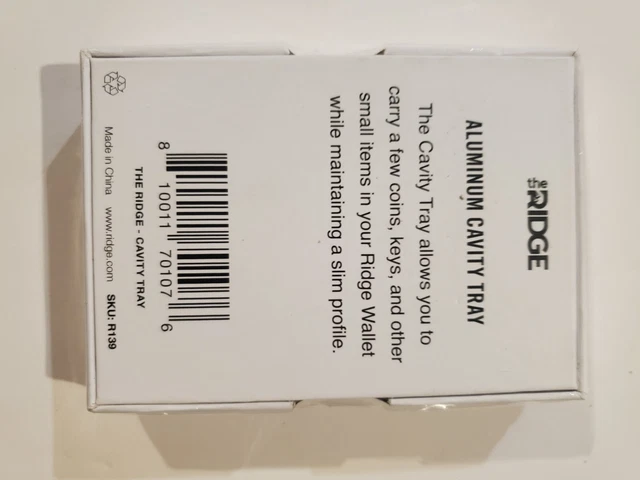 THE RIDGE
ALUMINUM CAVITY TRAY
The Cavity Tray allows you to
carry a few coins, keys, and other
small items in your Ridge Wallet
while maintaining a slim profile.
8 10011 70107 6
THE RIDGE - CAVITY TRAY
Made in China www.ridge.com SKU: R139